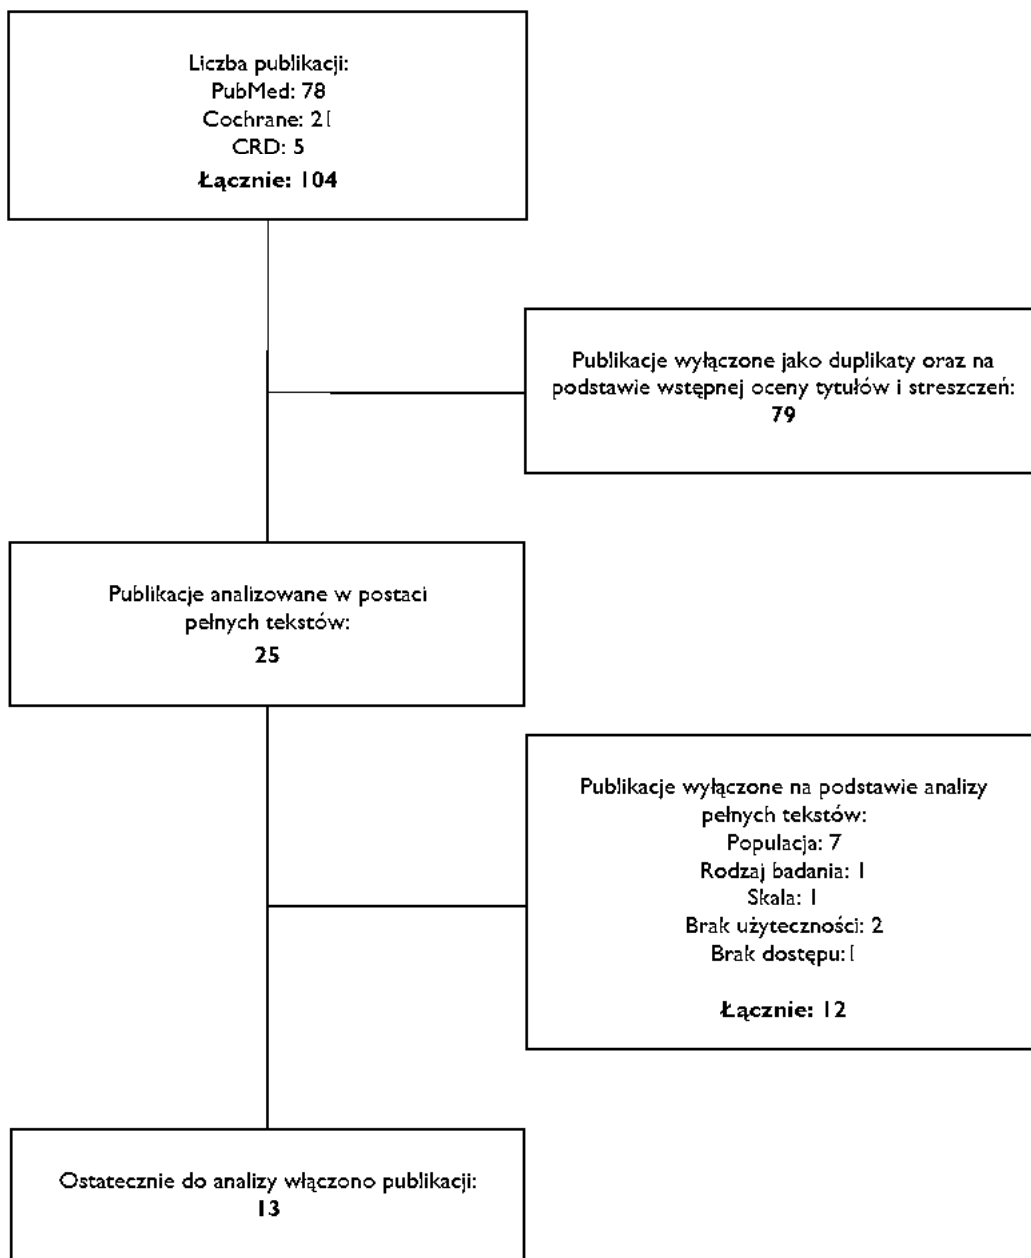 Liczba publikacji:
PubMed: 78
Cochrane: 21
CRD: 5
Łącznie: 104
Publikacje wyłączone jako duplikaty oraz na
podstawie wstępnej oceny tytułów i streszczeń:
79
Publikacje analizowane w postaci
pełnych tekstów:
25
Publikacje wyłączone na podstawie analizy
pełnych tekstów:
Populacja: 7
Rodzaj badania: 1
Skala: 1
Brak użyteczności: 2
Brak dostępu: 1
Łącznie: 12
Ostatecznie do analizy włączono publikacji:
13